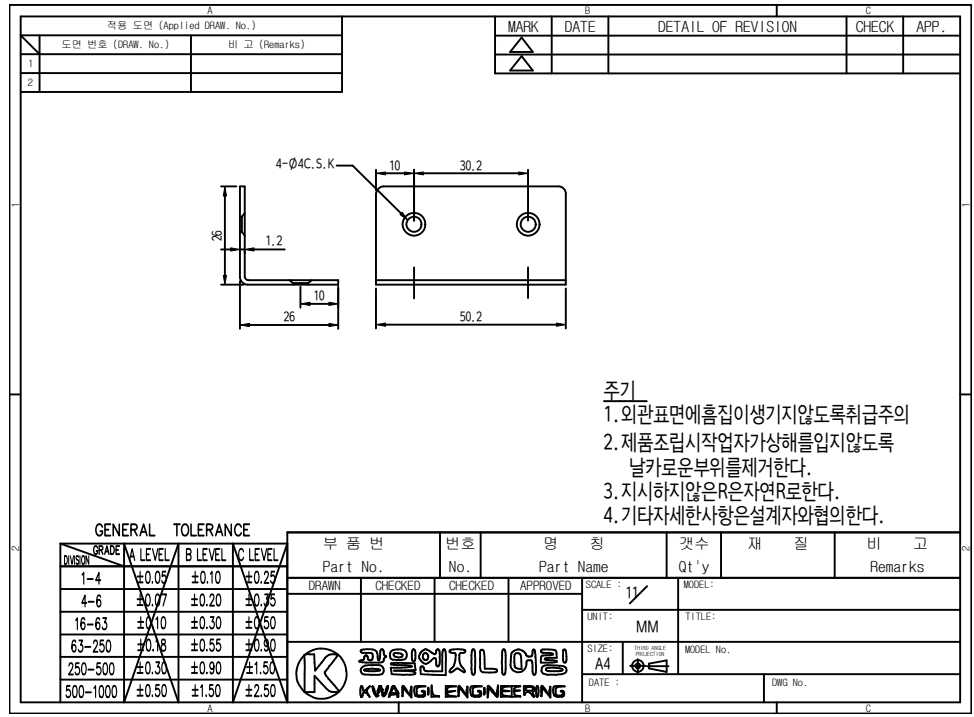 A B C
적용 도면 (Applied DRAW. No.)
도면 번호 (DRAW. No.) 비 고 (Remarks)
1
2
MARK DATE DETAIL OF REVISION CHECK APP.
4-Ø4C.S.K
10 30.2
26
1.2
10
26
50.2
1 1
2 2
주기
1.외관표면에흠집이생기지않도록취급주의
2.제품조립시작업자가상해를입지않도록
날카로운부위를제거한다.
3.지시하지않은R은자연R로한다.
4.기타자세한사항은설계자와협의한다.
GENERAL TOLERANCE
DIVISION GRADE A LEVEL B LEVEL C LEVEL
1-4 ±0.05 ±0.10 ±0.25
4-6 ±0.07 ±0.20 ±0.35
16-63 ±0.10 ±0.30 ±0.50
63-250 ±0.18 ±0.55 ±0.90
250-500 ±0.30 ±0.90 ±1.50
500-1000 ±0.50 ±1.50 ±2.50
부 품 번 번호 명 칭 갯수 재 질 비 고
Part No. No. Part Name Qt'y Remarks
DRAWN CHECKED CHECKED APPROVED SCALE : 1/1 MODEL:
UNIT: MM TITLE:
SIZE: A4 THIRD ANGLE PROJECTION MODEL No.
DATE : DWG No.
K 광일엔지니어링
KWANGIL ENGINEERING
A B C